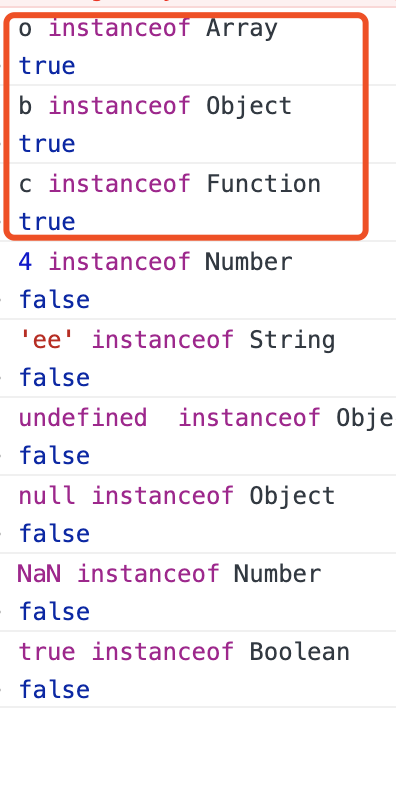 o instanceof Array
true
b instanceof Object
true
c instanceof Function
true
4 instanceof Number
false
'ee' instanceof String
false
undefined  instanceof Obje
false
null instanceof Object
false
NaN instanceof Number
false
true instanceof Boolean
false